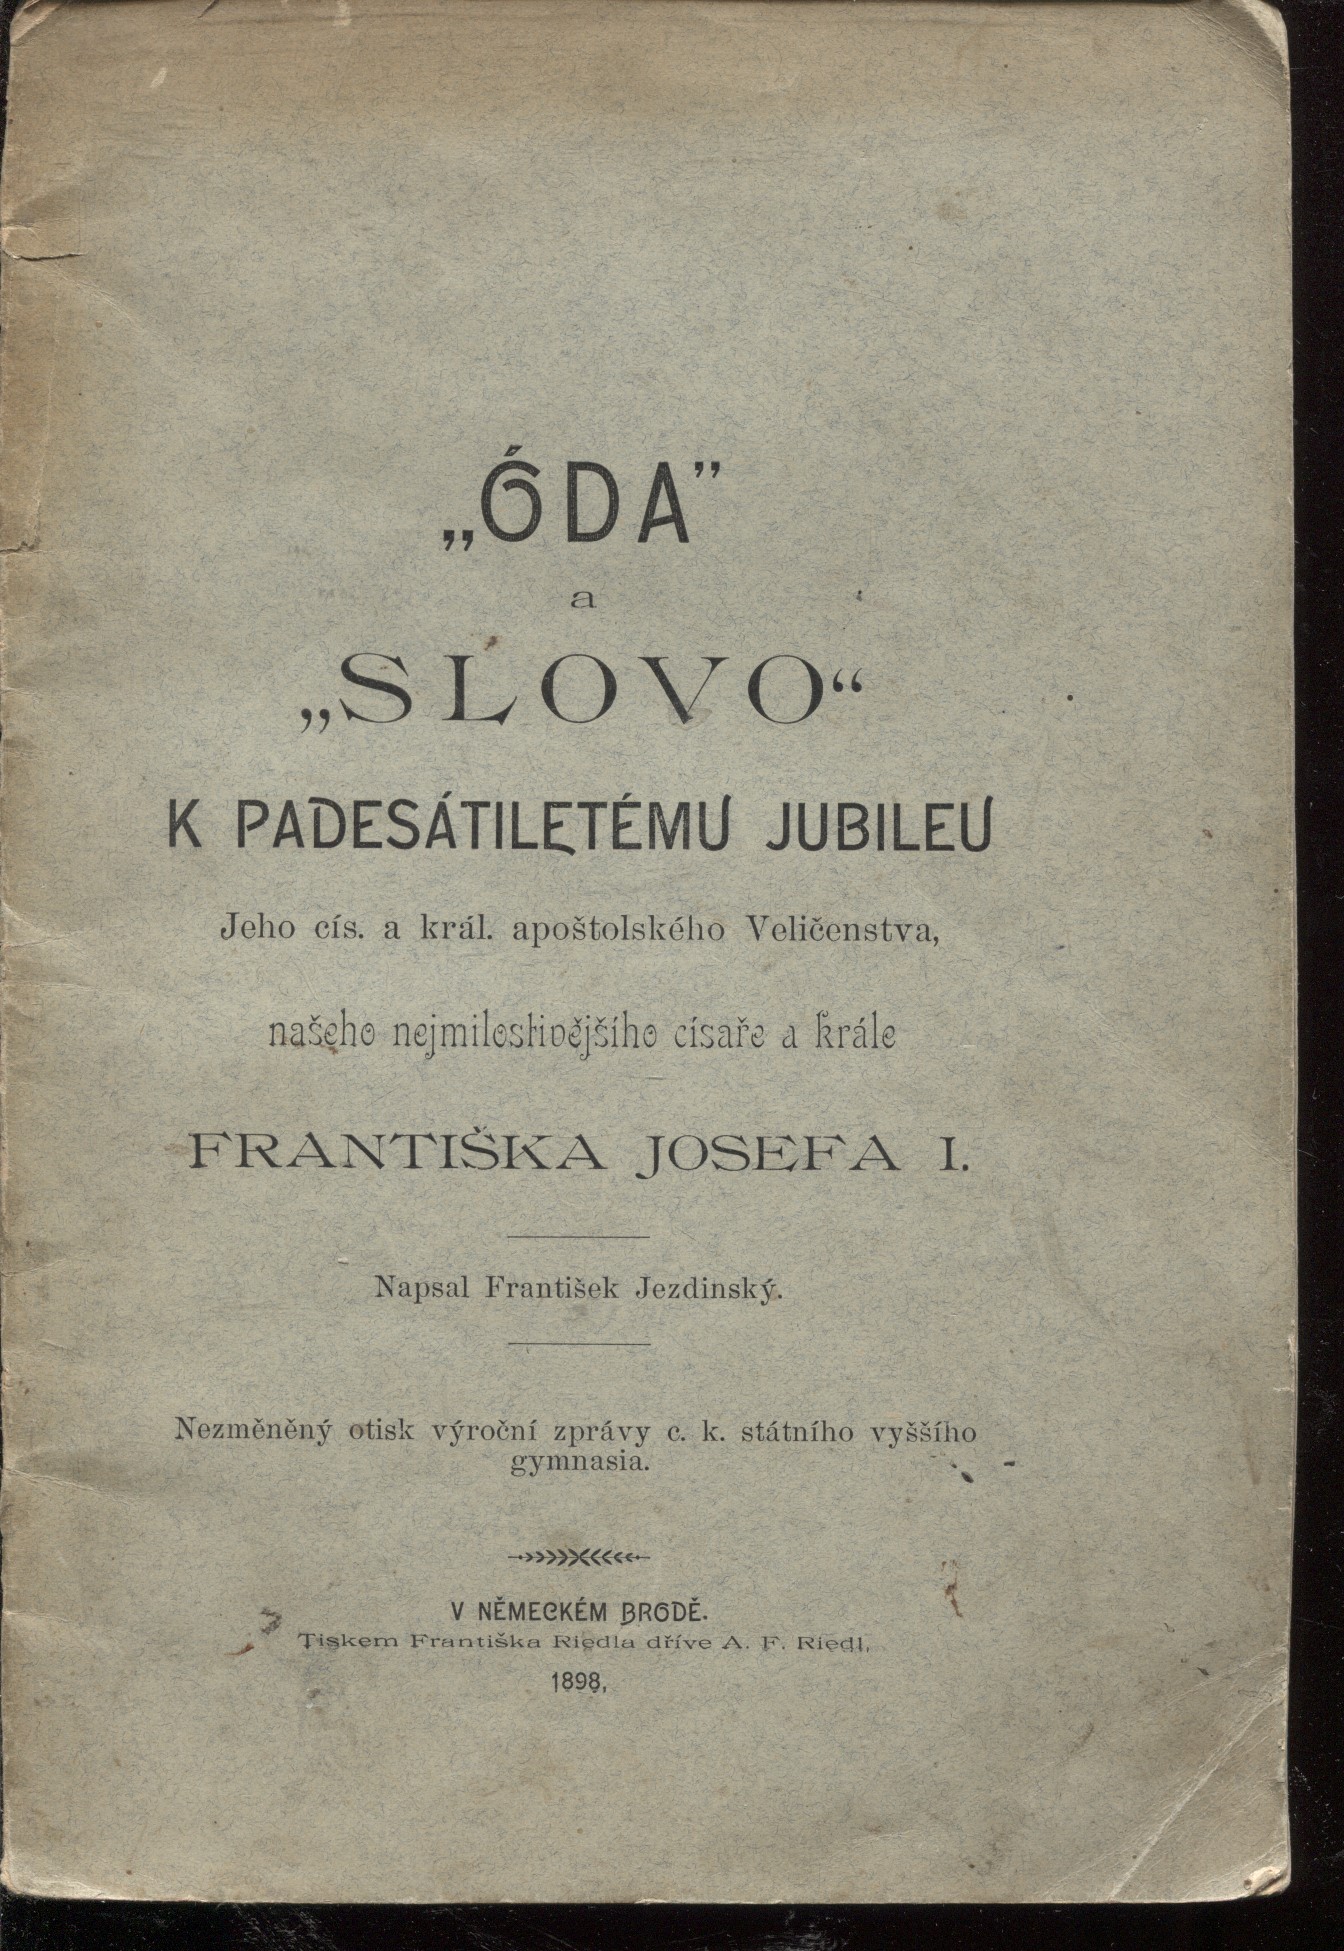 „ÓDA”
a
„SLOVO“
K PADESÁTILETÉMU JUBILEU
Jeho cís. a král. apoštolského Veličenstva,
našeho nejmilostivějšího císaře a krále
FRANTIŠKA JOSEFA I.
Napsal František Jezdinský.
Nezměněný otisk výroční zprávy c. k. státního vyššího
gymnasia.
V NĚMECKÉM BRODĚ.
Tiskem Františka Riedla dříve A. F. Riedl,
1898,